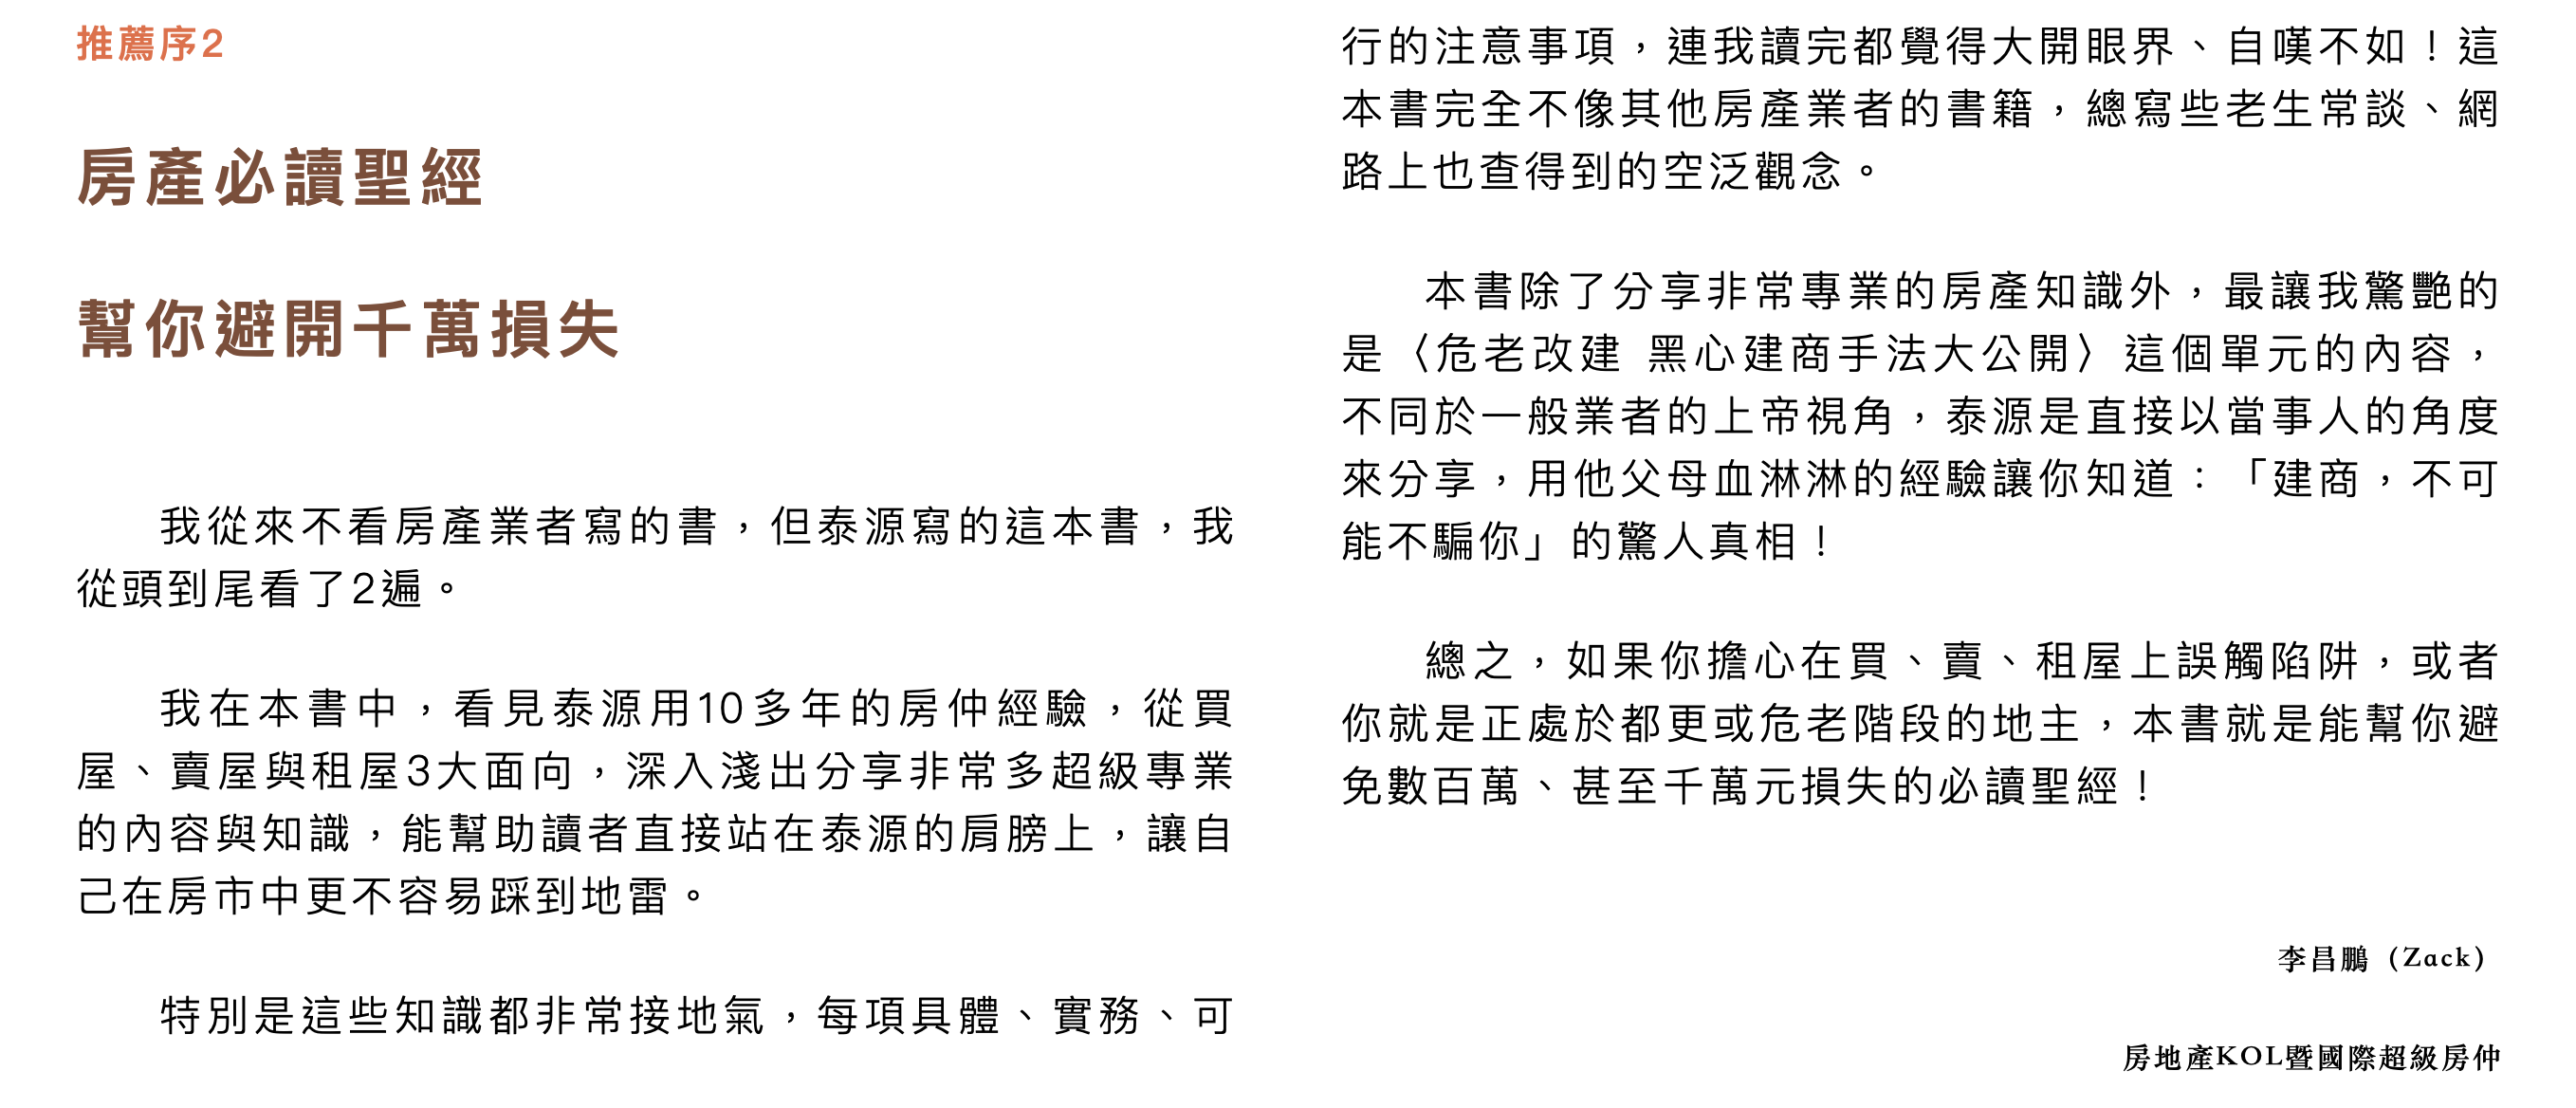 推薦序2
房產必讀聖經
幫你避開千萬損失
我從來不看房產業者寫的書，但泰源寫的這本書，我
從頭到尾看了2遍。
我在本書中，看見泰源用10多年的房仲經驗，從買
屋、賣屋與租屋3大面向，深入淺出分享非常多超級專業
的內容與知識，能幫助讀者直接站在泰源的肩膀上，讓自
己在房市中更不容易踩到地雷。
特別是這些知識都非常接地氣，每項具體、實務、可
行的注意事項，連我讀完都覺得大開眼界、自嘆不如！這
本書完全不像其他房產業者的書籍，總寫些老生常談、網
路上也查得到的空泛觀念。
本書除了分享非常專業的房產知識外，最讓我驚艷的
是〈危老改建 黑心建商手法大公開〉這個單元的內容，
不同於一般業者的上帝視角，泰源是直接以當事人的角度
來分享，用他父母血淋淋的經驗讓你知道：「建商，不可
能不騙你」的驚人真相！
總之，如果你擔心在買、賣、租屋上誤觸陷阱，或者
你就是正處於都更或危老階段的地主，本書就是能幫你避
免數百萬、甚至千萬元損失的必讀聖經！
李昌鵬（Zack）
房地產KOL暨國際超級房仲